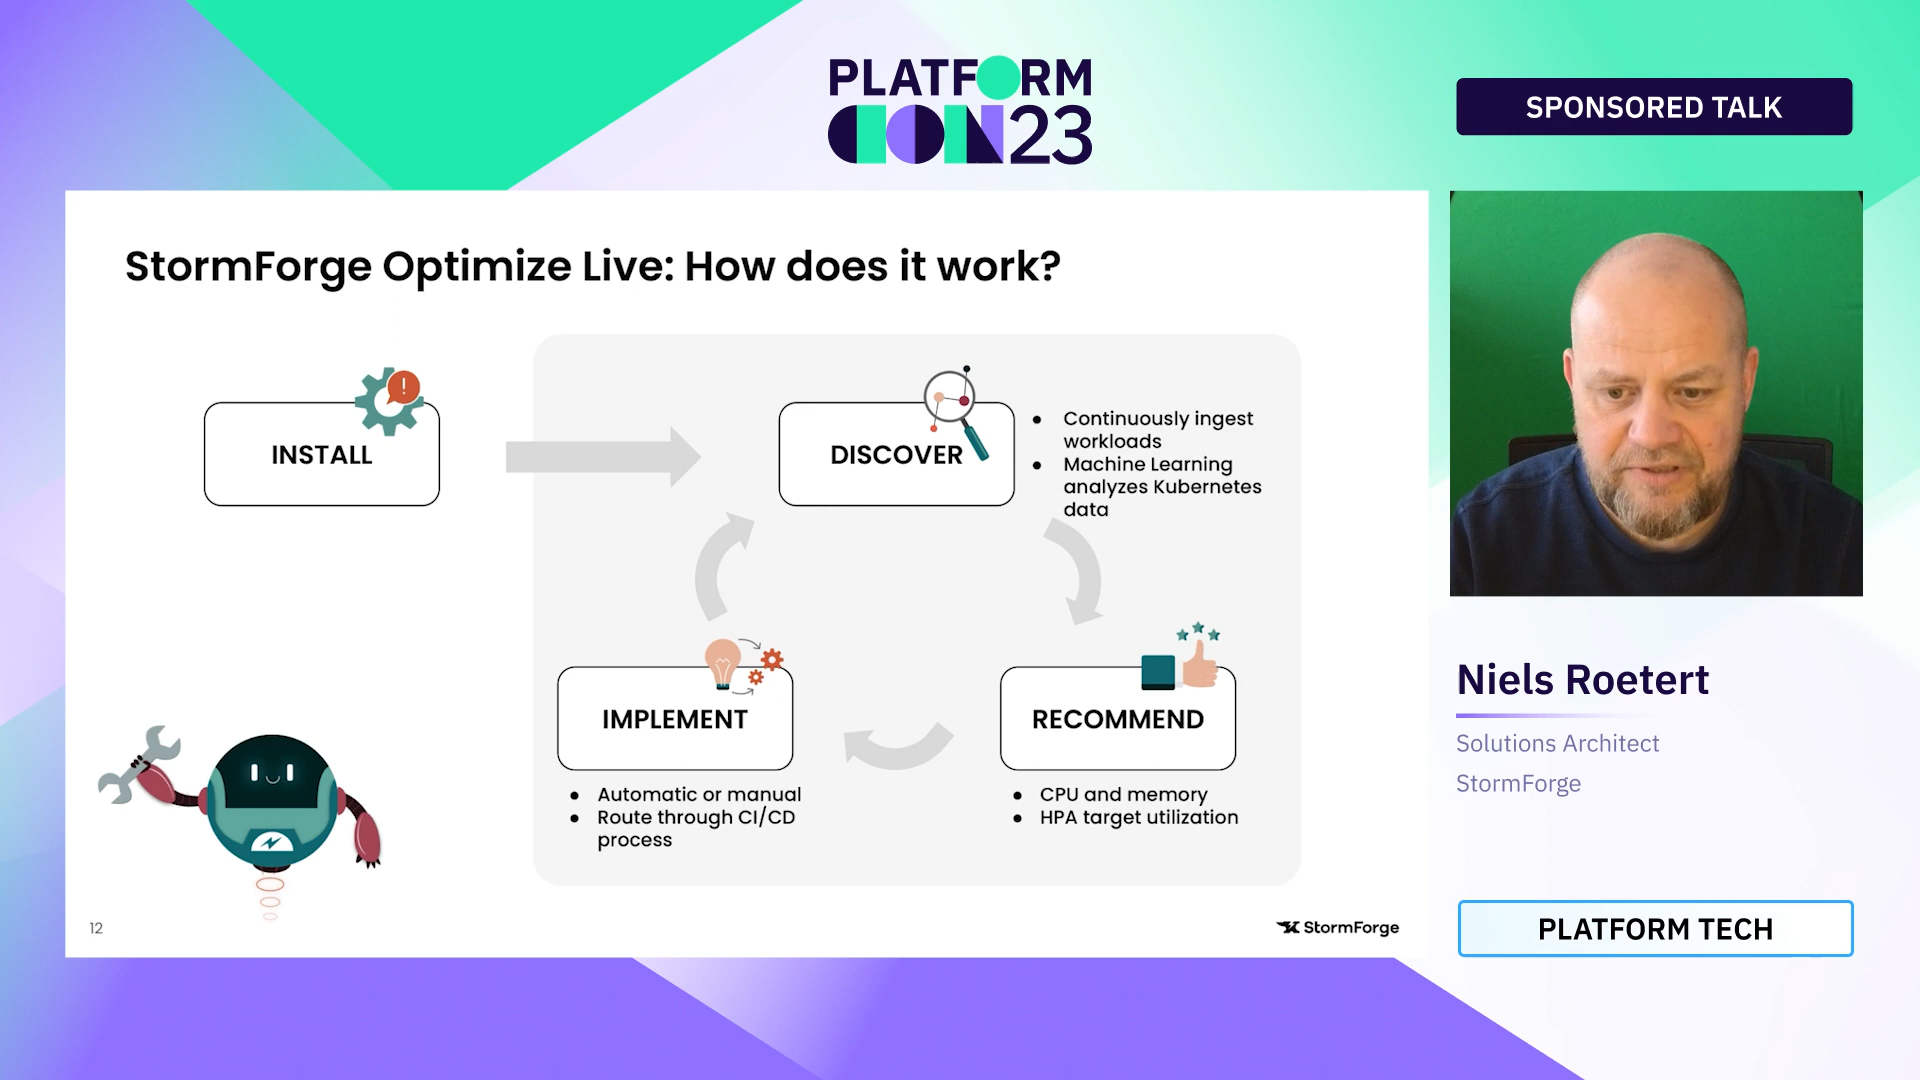 PLATFORM
CON23
SPONSORED TALK
StormForge Optimize Live: How does it work?
INSTALL
DISCOVER
● Continuously ingest
workloads
● Machine Learning
analyzes Kubernetes
data
IMPLEMENT
● Automatic or manual
● Route through CI/CD
process
RECOMMEND
● CPU and memory
● HPA target utilization
12
StormForge
Niels Roetert
Solutions Architect
StormForge
PLATFORM TECH